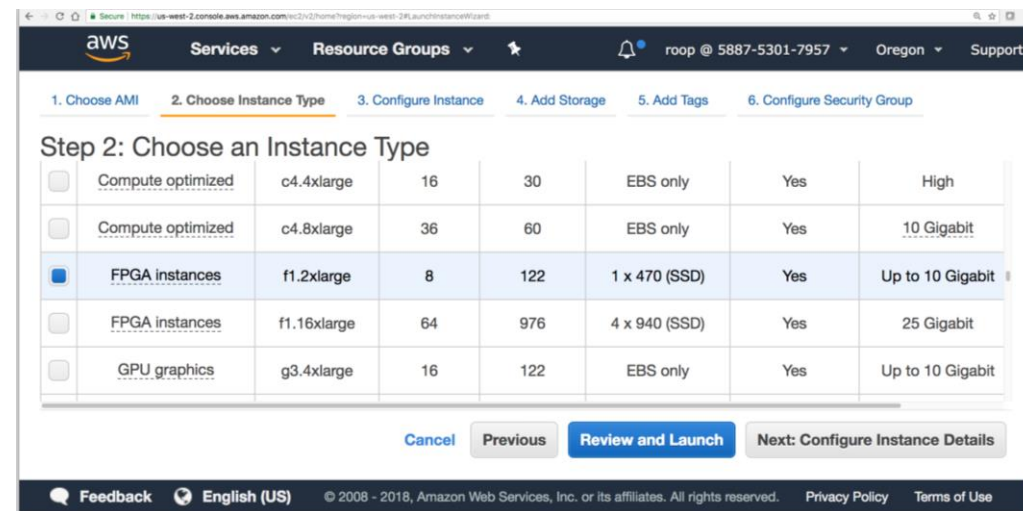 Secure | https://us-west-2.console.aws.amazon.com/ec2/v2/home?region=us-west-2#LaunchInstanceWizard:
aws Services Resource Groups roop @ 5887-5301-7957 Oregon Support
1. Choose AMI 2. Choose Instance Type 3. Configure Instance 4. Add Storage 5. Add Tags 6. Configure Security Group
Step 2: Choose an Instance Type
Compute optimized c4.4xlarge 16 30 EBS only Yes High
Compute optimized c4.8xlarge 36 60 EBS only Yes 10 Gigabit
FPGA instances f1.2xlarge 8 122 1 x 470 (SSD) Yes Up to 10 Gigabit
FPGA instances f1.16xlarge 64 976 4 x 940 (SSD) Yes 25 Gigabit
GPU graphics g3.4xlarge 16 122 EBS only Yes Up to 10 Gigabit
Cancel Previous Review and Launch Next: Configure Instance Details
Feedback English (US) © 2008 - 2018, Amazon Web Services, Inc. or its affiliates. All rights reserved. Privacy Policy Terms of Use